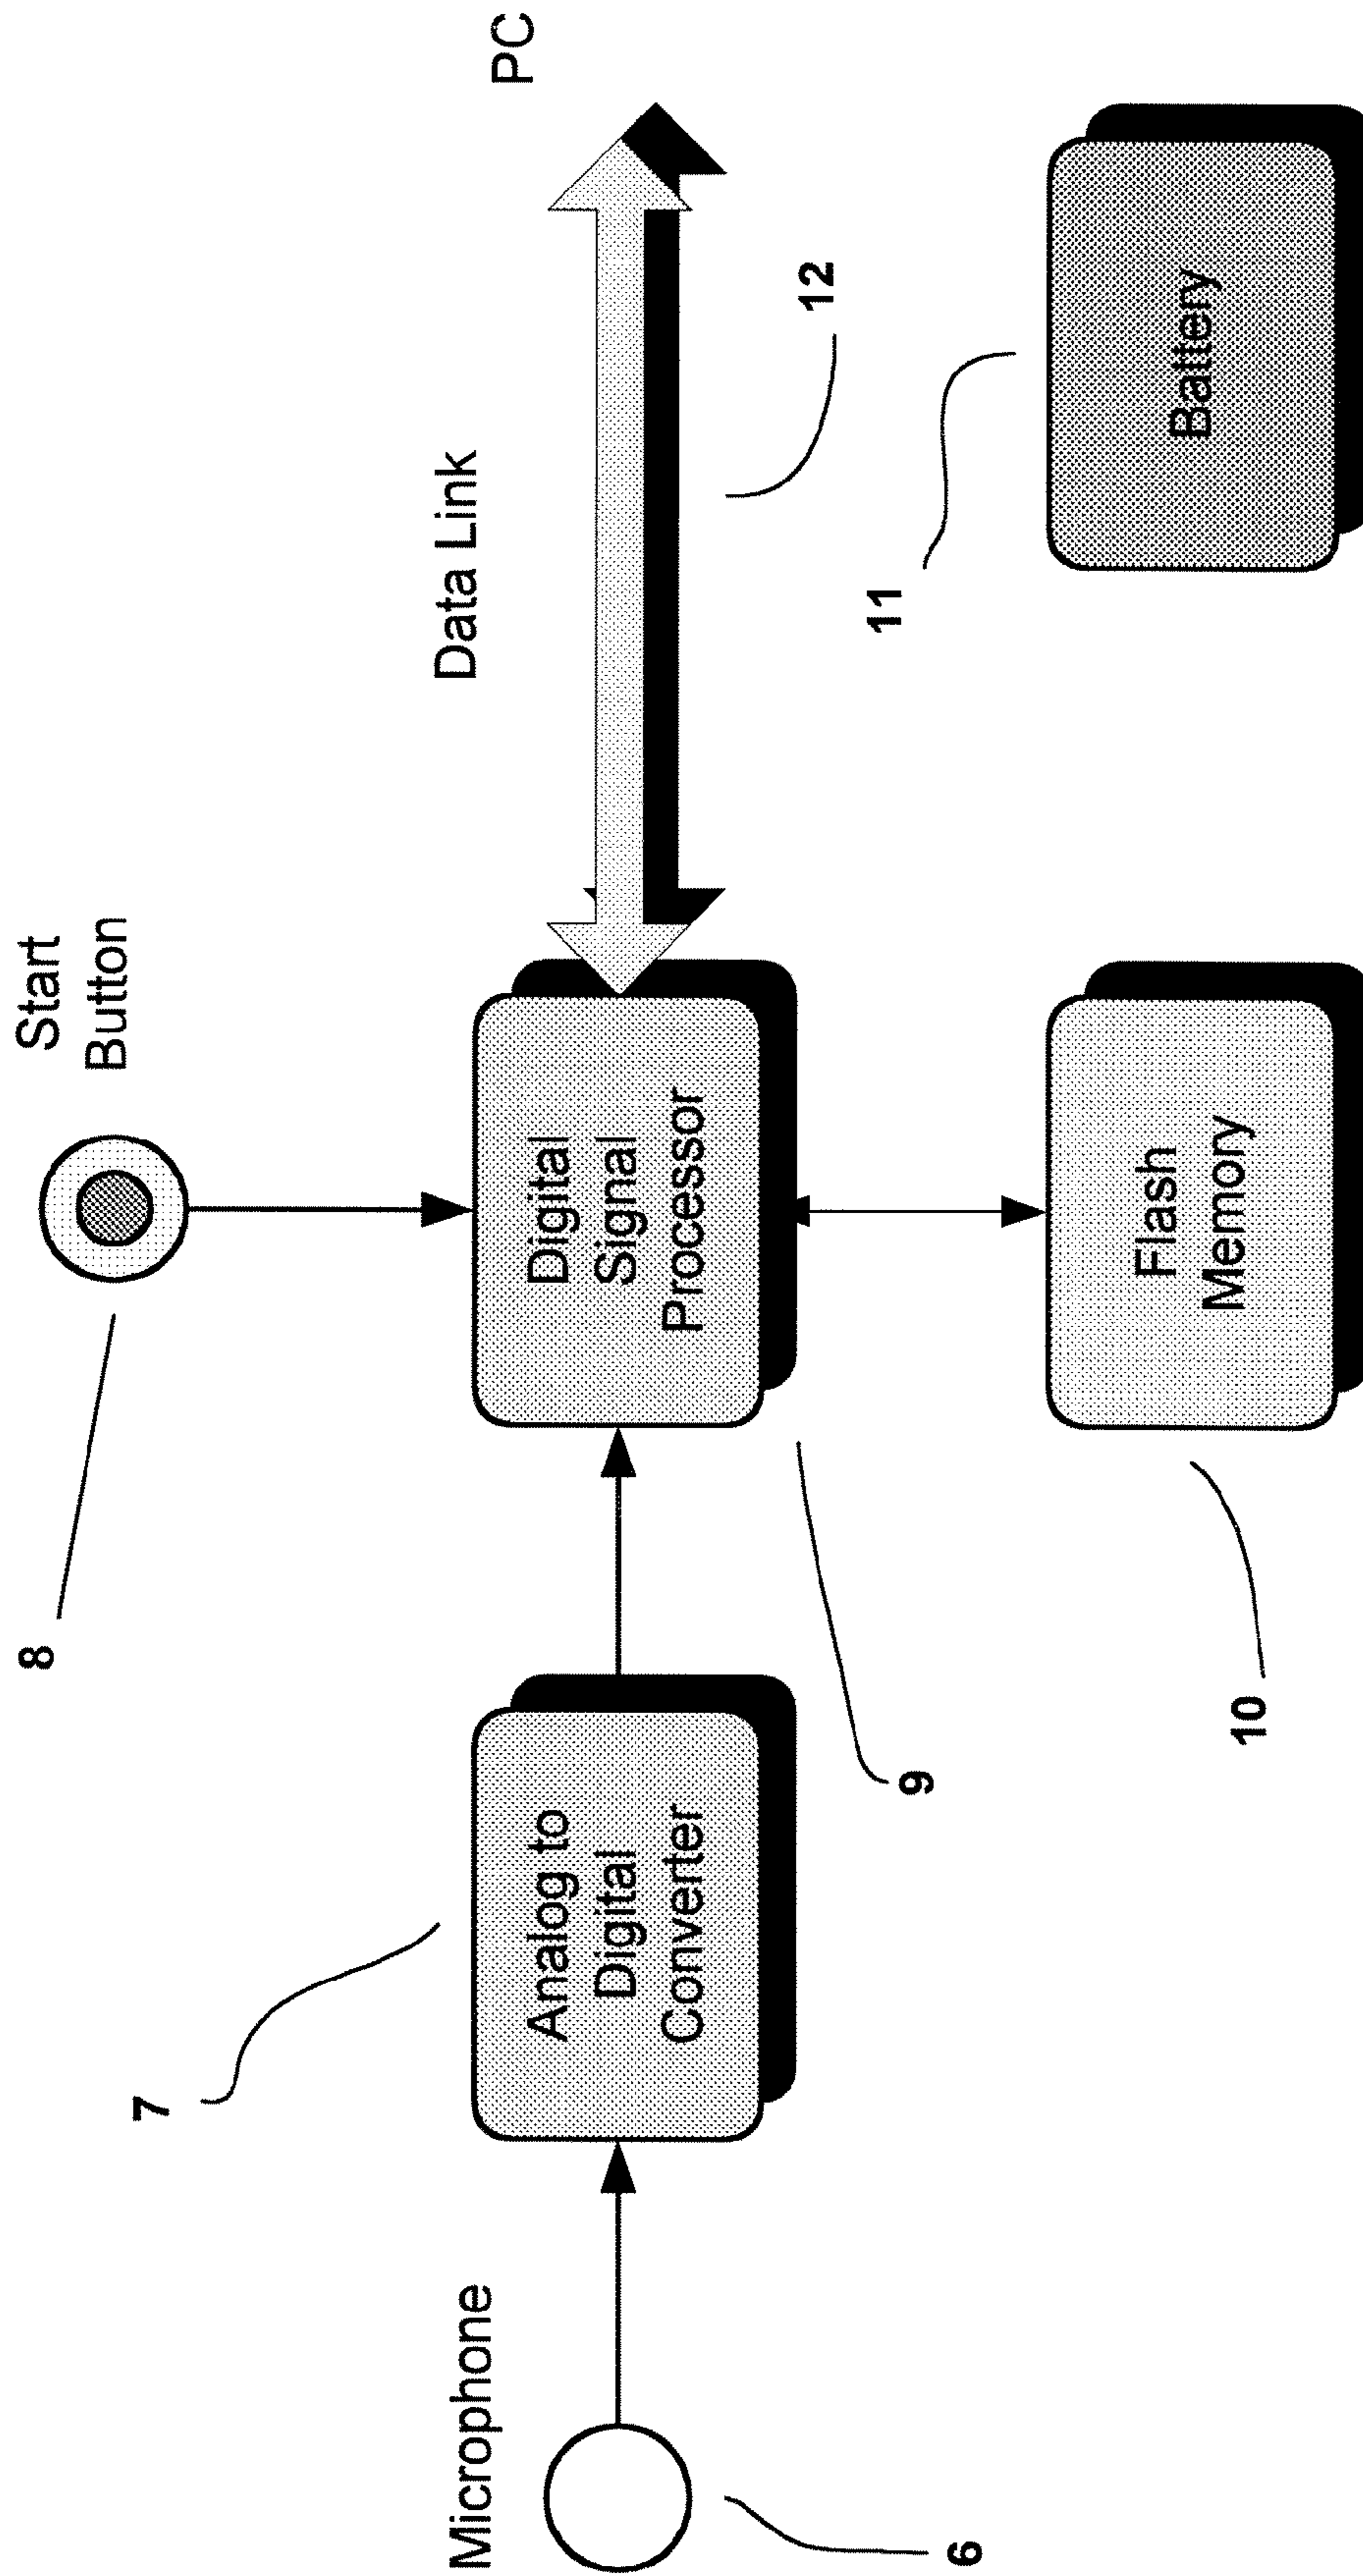 Start
Button
8
PC
Data Link
Microphone
7
Analog to
Digital
Converter
Digital
Signal
Processor
12
6
9
11
10
Flash
Memory
Battery